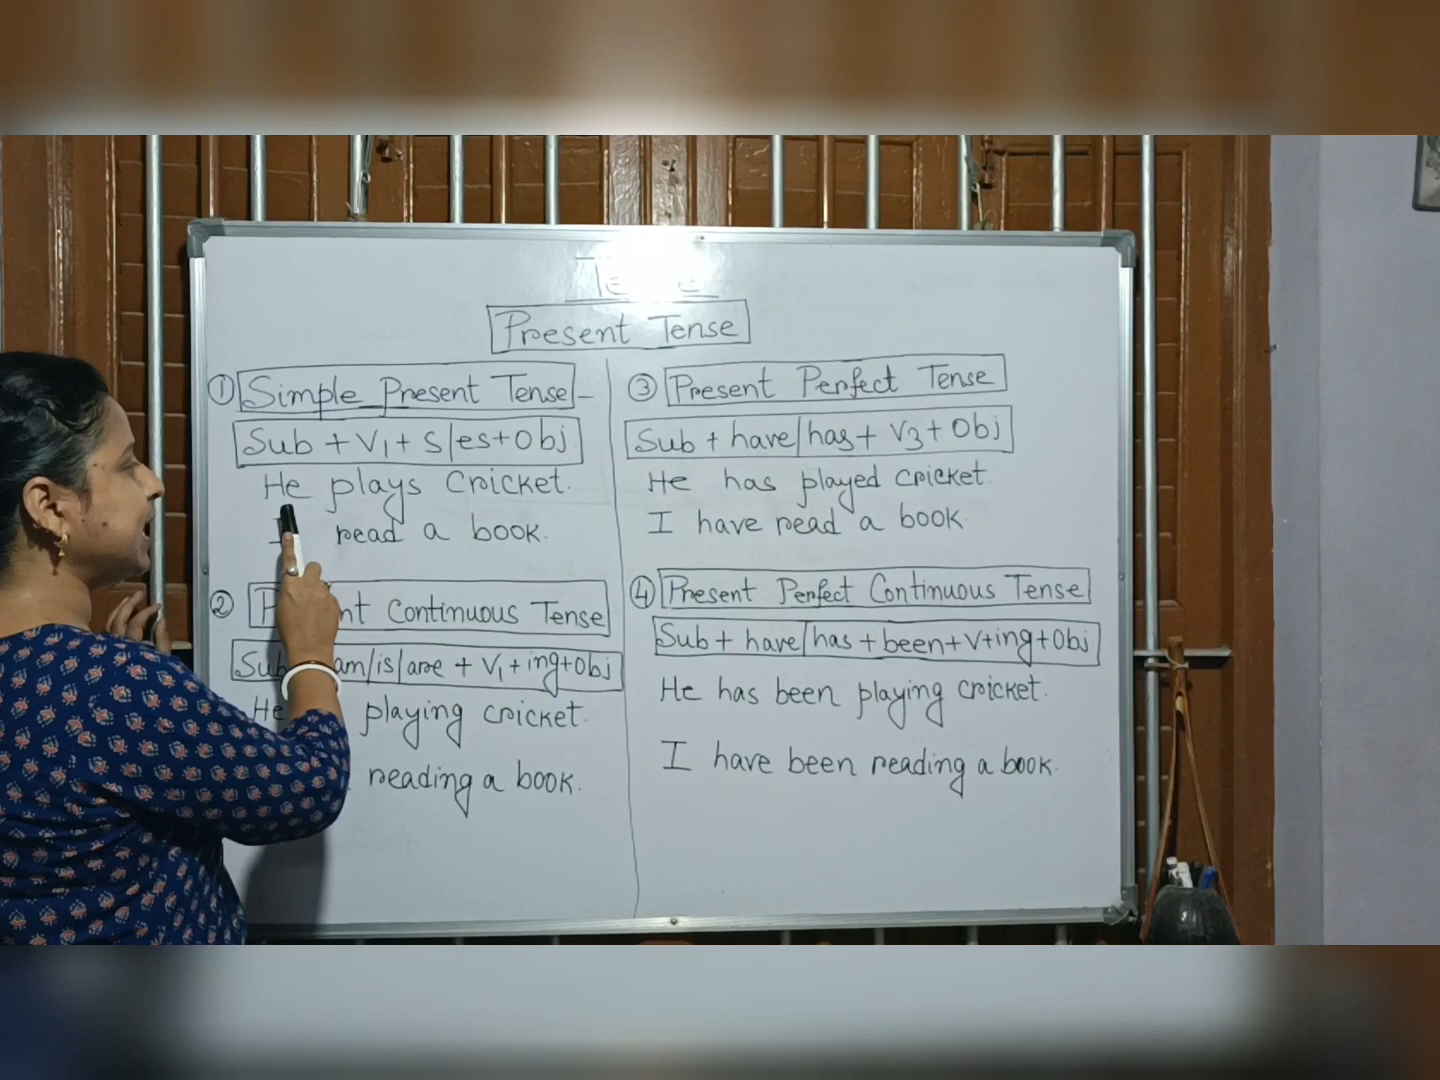 Present Tense
① Simple Present Tense
Sub + V1 + s/es + Obj
He plays cricket.
I read a book.
② Continuous Tense
Sub am/is/are + V1 + ing + Obj
He playing cricket.
reading a book.
③ Present Perfect Tense
Sub + have/has + V3 + Obj
He has played cricket.
I have read a book.
④ Present Perfect Continuous Tense
Sub + have/has + been + V + ing + Obj
He has been playing cricket.
I have been reading a book.